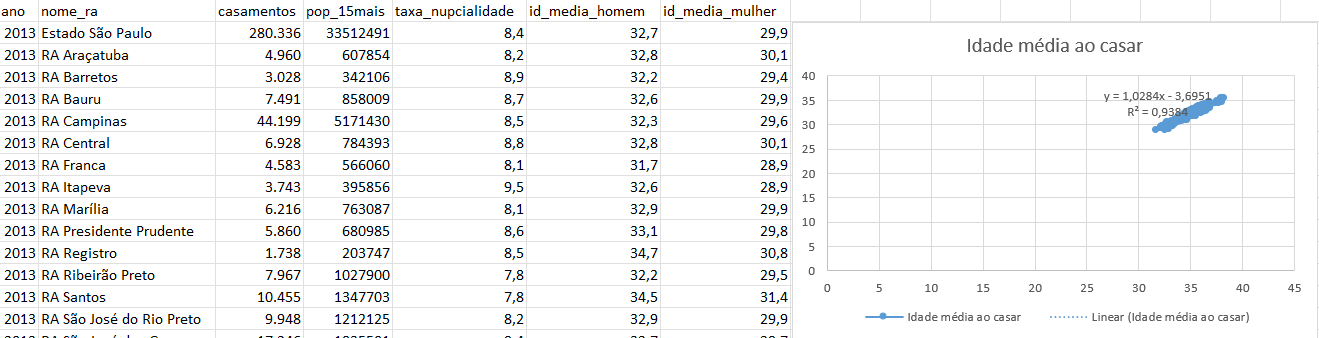 ano nome_ra casamentos pop_15mais taxa_nupcialidade id_media_homem id_media_mulher
2013 Estado São Paulo 280.336 33512491 8,4 32,7 29,9
2013 RA Araçatuba 4.960 607854 8,2 32,8 30,1
2013 RA Barretos 3.028 342106 8,9 32,2 29,4
2013 RA Bauru 7.491 858009 8,7 32,6 29,9
2013 RA Campinas 44.199 5171430 8,5 32,3 29,6
2013 RA Central 6.928 784393 8,8 32,8 30,1
2013 RA Franca 4.583 566060 8,1 31,7 28,9
2013 RA Itapeva 3.743 395856 9,5 32,6 28,9
2013 RA Marília 6.216 763087 8,1 32,9 29,9
2013 RA Presidente Prudente 5.860 680985 8,6 33,1 29,8
2013 RA Registro 1.738 203747 8,5 34,7 30,8
2013 RA Ribeirão Preto 7.967 1027900 7,8 32,2 29,5
2013 RA Santos 10.455 1347703 7,8 34,5 31,4
2013 RA São José do Rio Preto 9.948 1212125 8,2 32,9 29,9
Idade média ao casar
40
35
30
25
20
15
10
5
0
y = 1,0284x - 3,6951
R² = 0,9384
0 5 10 15 20 25 30 35 40 45
Idade média ao casar
Linear (Idade média ao casar)